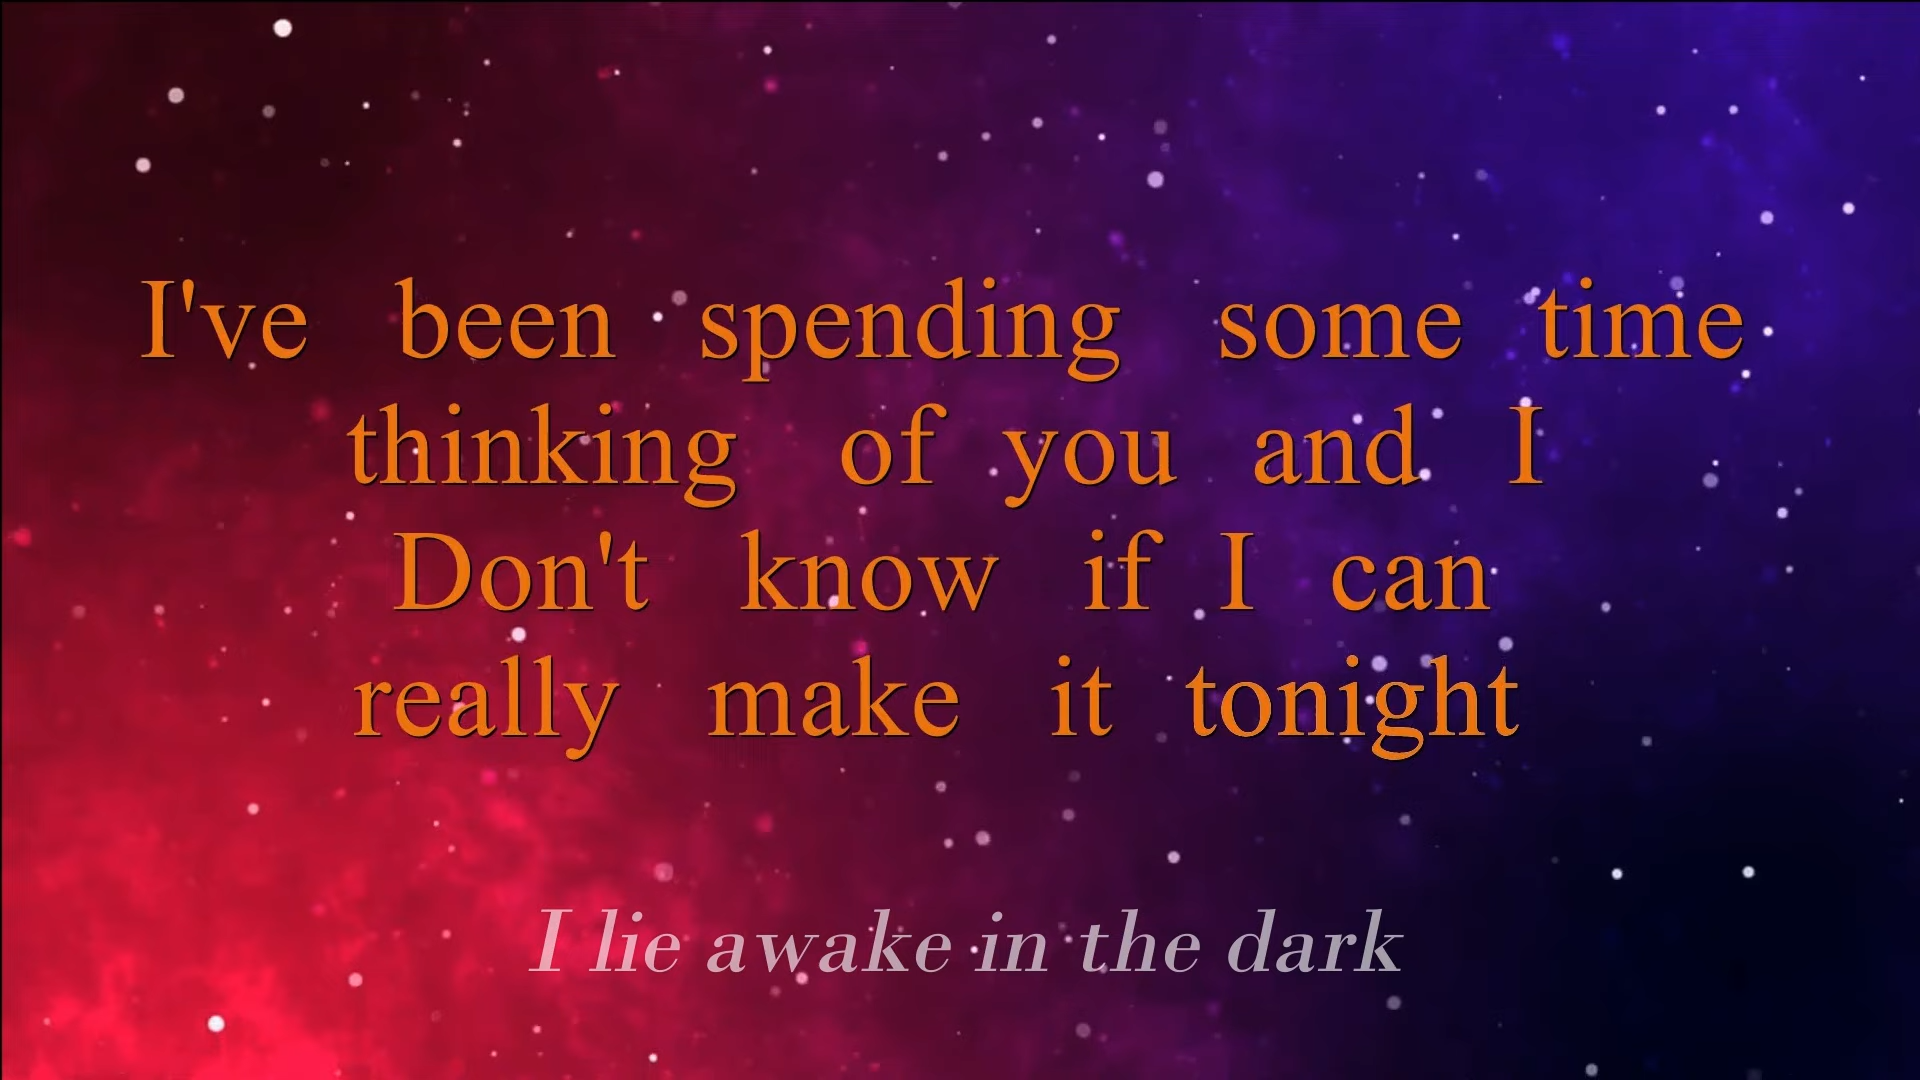 I've been spending some time
thinking of you and I
Don't know if I can
really make it tonight
I lie awake in the dark